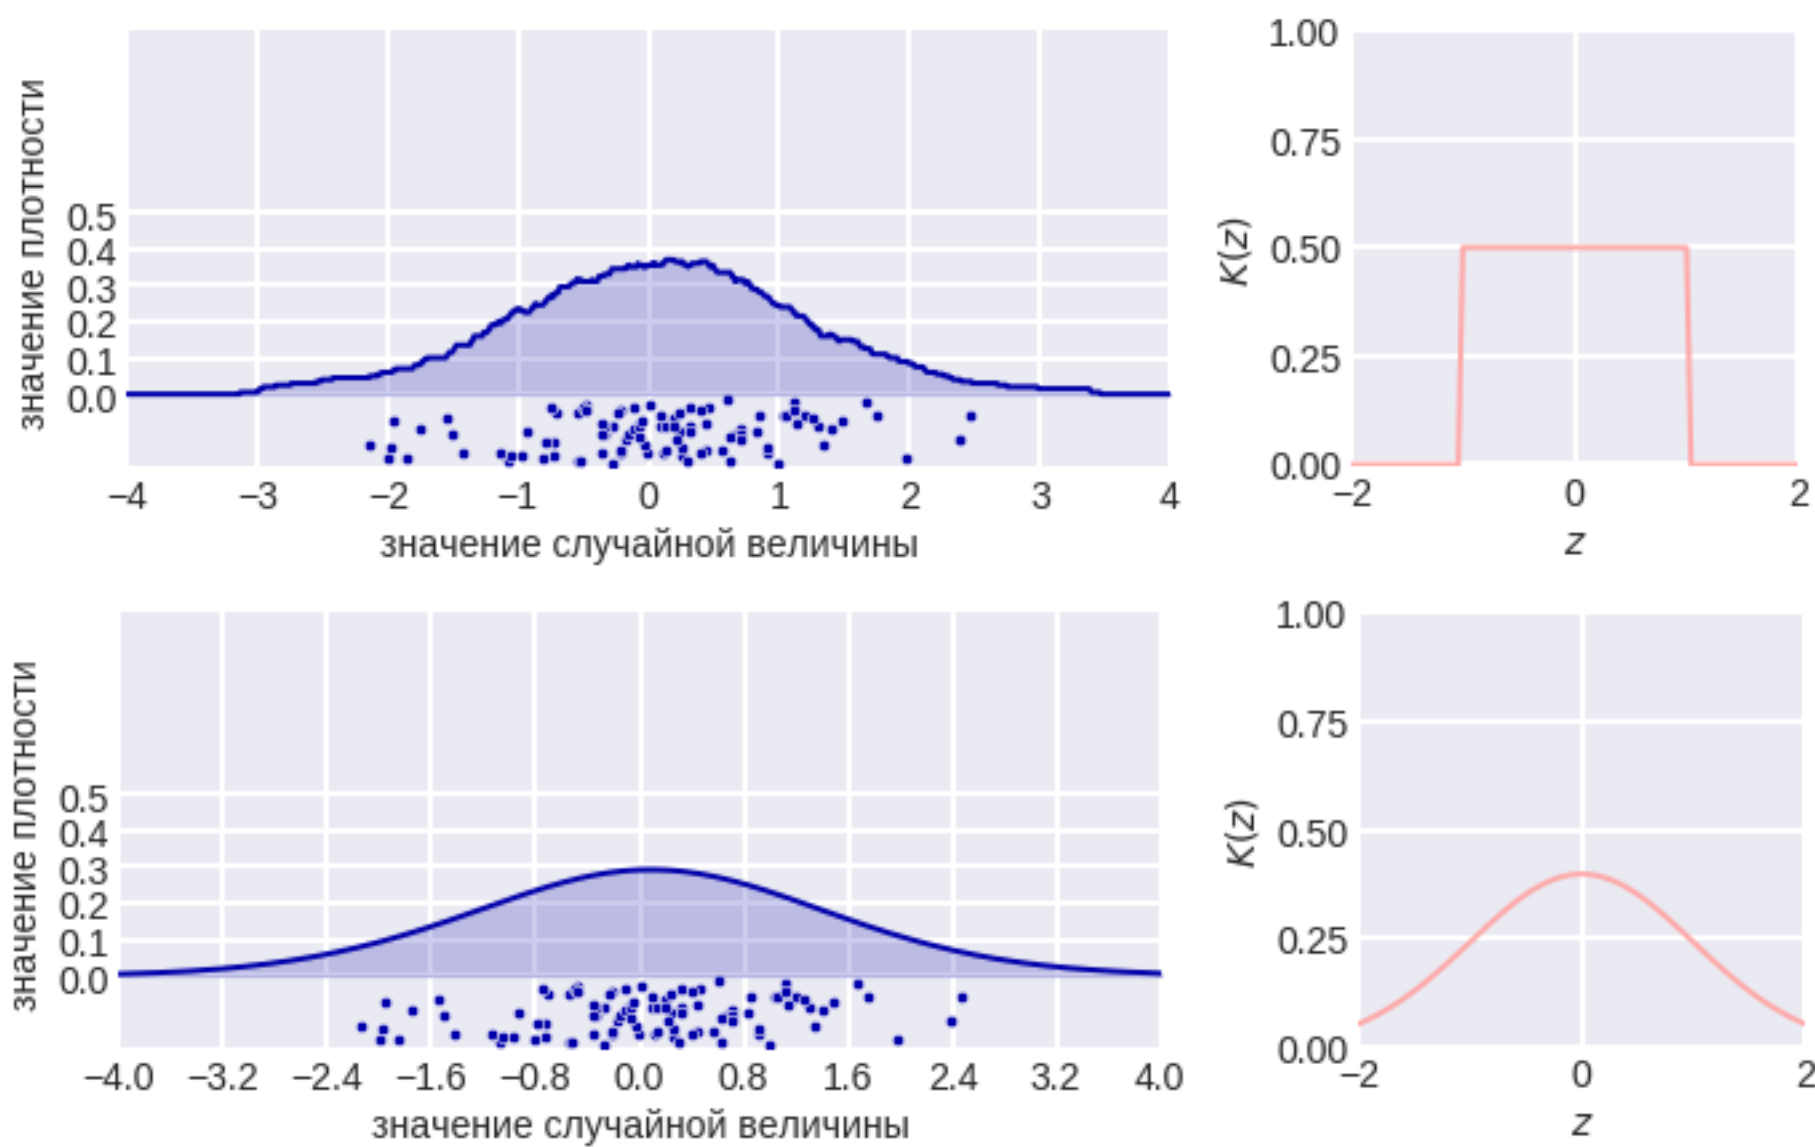 значение плотности
0.5
0.4
0.3
0.2
0.1
0.0
−4 −3 −2 −1 0 1 2 3 4
значение случайной величины
K(z)
1.00
0.75
0.50
0.25
0.00
−2 0 2
z
значение плотности
0.5
0.4
0.3
0.2
0.1
0.0
−4.0 −3.2 −2.4 −1.6 −0.8 0.0 0.8 1.6 2.4 3.2 4.0
значение случайной величины
K(z)
1.00
0.75
0.50
0.25
0.00
−2 0 2
z